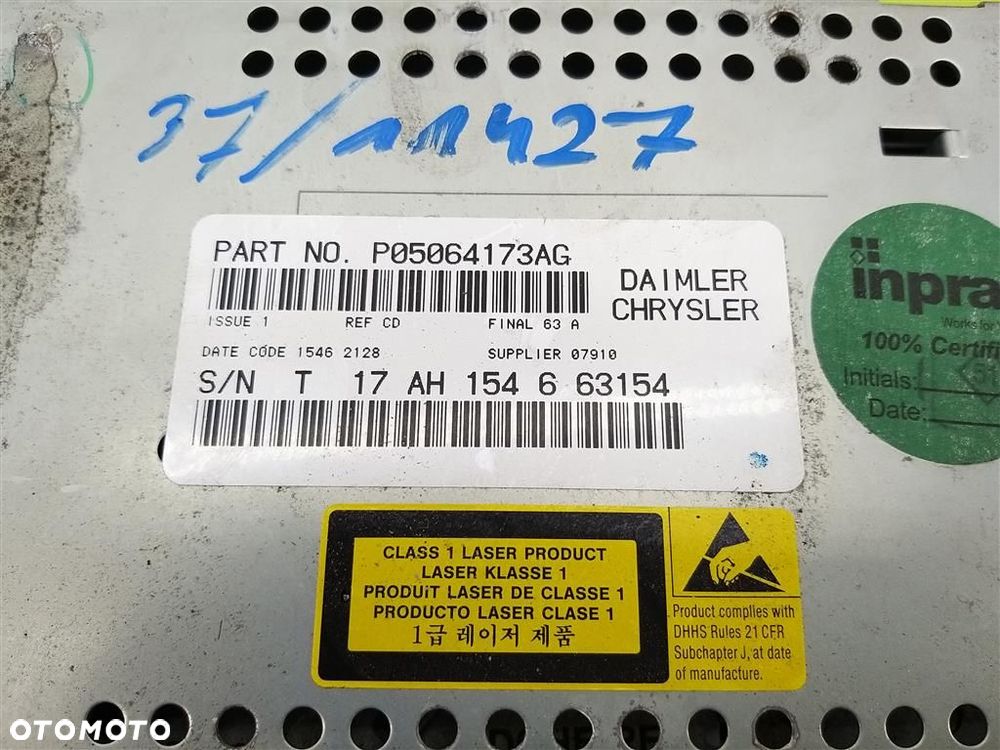 37/11427
PART NO. P05064173AG
DAIMLER
CHRYSLER
ISSUE 1 REF CD FINAL 63 A
DATE CODE 1546 2128 SUPPLIER 07910
S/N T 17 AH 154 6 63154
inpra
Works for
100% Certifi
Initials: 51
Date:
CLASS 1 LASER PRODUCT
LASER KLASSE 1
PRODUiT LASER DE CLASSE 1
PRODUCTO LASER CLASE 1
1급 레이저 제품
Product complies with
DHHS Rules 21 CFR
Subchapter J, at date
of manufacture.
OTOMOTO